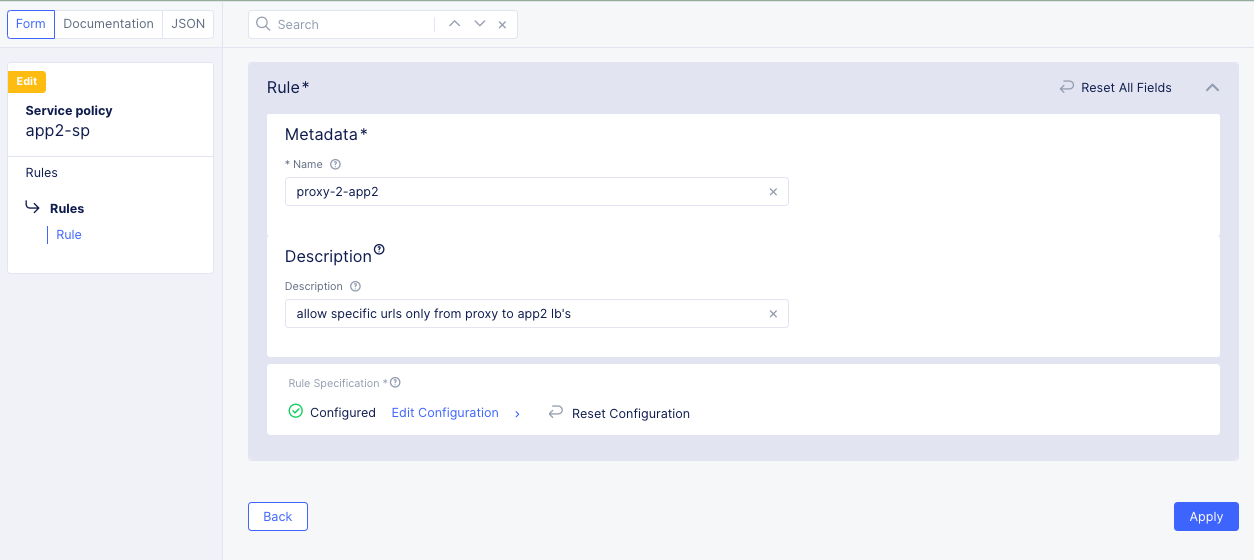 Form Documentation JSON
Search
Edit
Service policy
app2-sp
Rules
Rules
Rule
Rule*
Reset All Fields
Metadata*
* Name
proxy-2-app2
Description
Description
allow specific urls only from proxy to app2 lb's
Rule Specification *
Configured Edit Configuration Reset Configuration
Back
Apply